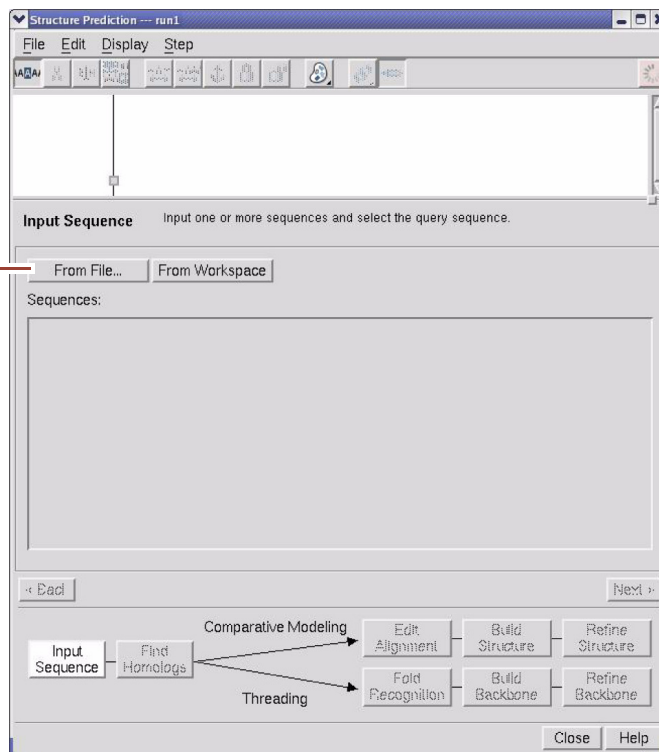 Structure Prediction --- run1
File Edit Display Step
Input Sequence Input one or more sequences and select the query sequence.
From File... From Workspace
Sequences:
Next
Comparative Modeling
Threading
Input Sequence
Find Homologs
Edit Alignment
Build Structure
Refine Structure
Fold Recognition
Build Backbone
Refine Backbone
Close Help